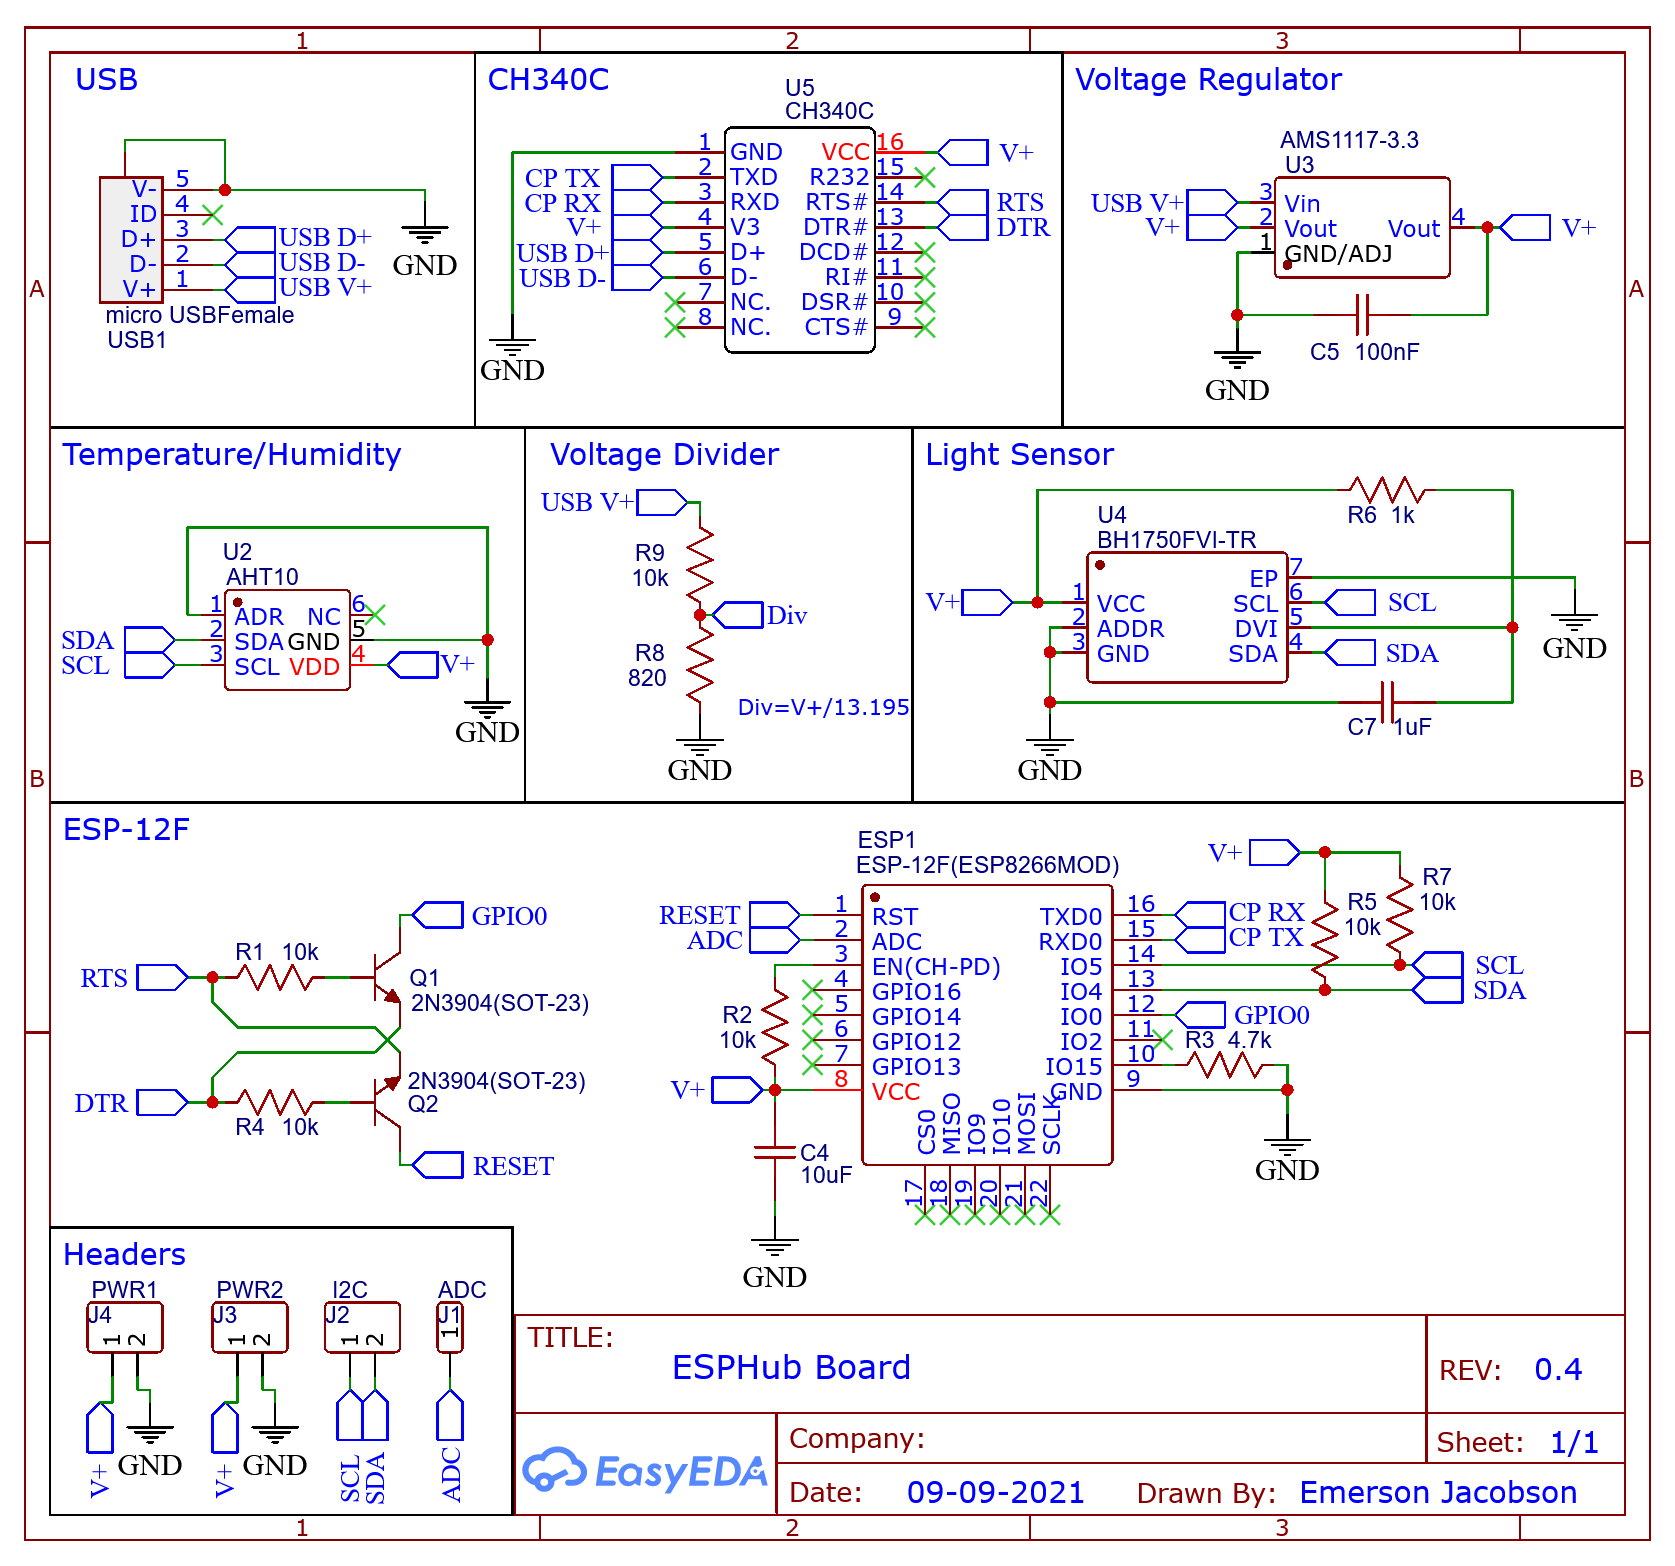 1
2
3
A
A
B
B
USB
V-
ID
D+
D-
V+
5
4
3
2
1
USB D+
USB D-
USB V+
GND
micro USBFemale
USB1
CH340C
U5
CH340C
GND
TXD
RXD
V3
D+
D-
NC.
NC.
1
2
3
4
5
6
7
8
VCC
R232
RTS#
DTR#
DCD#
RI#
DSR#
CTS#
16
15
14
13
12
11
10
9
CP TX
CP RX
V+
USB D+
USB D-
GND
V+
RTS
DTR
Voltage Regulator
AMS1117-3.3
U3
USB V+
V+
3
2
1
Vin
Vout
GND/ADJ
Vout
4
V+
C5 100nF
GND
Temperature/Humidity
U2
AHT10
SDA
SCL
1
2
3
ADR
SDA
SCL
NC
GND
VDD
6
5
4
V+
GND
Voltage Divider
USB V+
R9
10k
Div
R8
820
Div=V+/13.195
GND
Light Sensor
R6 1k
U4
BH1750FVI-TR
V+
1
2
3
VCC
ADDR
GND
EP
SCL
DVI
SDA
7
6
5
4
SCL
SDA
GND
C7 1uF
GND
ESP-12F
GPIO0
RTS
R1 10k
Q1
2N3904(SOT-23)
2N3904(SOT-23)
Q2
DTR
R4 10k
RESET
ESP1
ESP-12F(ESP8266MOD)
RESET
ADC
1
2
3
4
5
6
7
8
RST
ADC
EN(CH-PD)
GPIO16
GPIO14
GPIO12
GPIO13
VCC
TXD0
RXD0
IO5
IO4
IO0
IO2
IO15
GND
16
15
14
13
12
11
10
9
CS0
MISO
IO9
IO10
MOSI
SCLK
17
18
19
20
21
22
R2
10k
V+
C4
10uF
GND
V+
CP RX
CP TX
R5
10k
R7
10k
SCL
SDA
GPIO0
R3 4.7k
GND
Headers
PWR1
J4
1
2
V+
GND
PWR2
J3
1
2
V+
GND
I2C
J2
1
2
SCL
SDA
ADC
J1
1
ADC
TITLE:
ESPHub Board
REV: 0.4
EasyEDA
Company:
Sheet: 1/1
Date: 09-09-2021
Drawn By: Emerson Jacobson
1
2
3